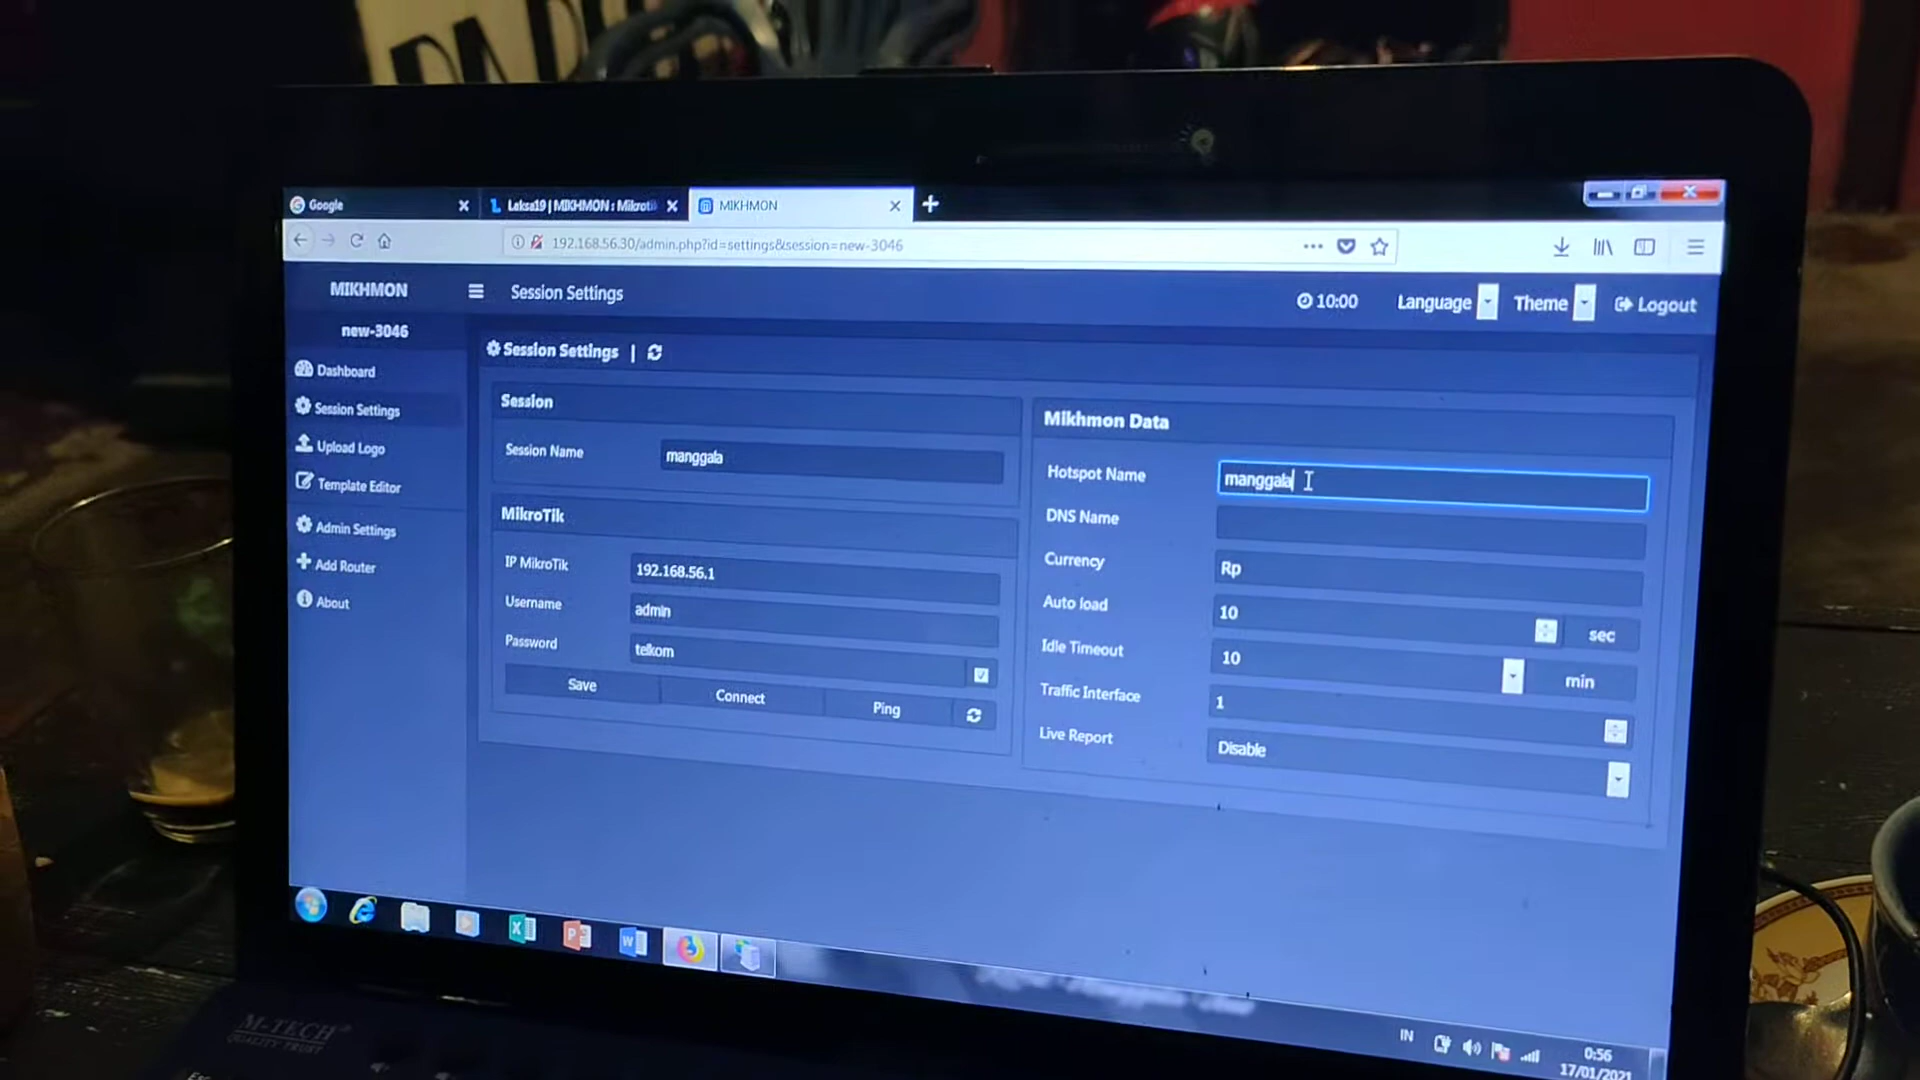 Google
Laksa19 | MIKHMON : Mikroti
MIKHMON
192.168.56.30/admin.php?id=settings&session=new-3046
MIKHMON
Session Settings
10:00
Language
Theme
Logout
new-3046
Dashboard
Session Settings
Upload Logo
Template Editor
Admin Settings
Add Router
About
Session Settings |
Session
Session Name
manggala
MikroTik
IP MikroTik
192.168.56.1
Username
admin
Password
telkom
Save
Connect
Ping
Mikhmon Data
Hotspot Name
manggala
DNS Name
Currency
Rp
Auto load
10
sec
Idle Timeout
10
min
Traffic Interface
1
Live Report
Disable
IN
0:56
17/01/2021
M-TECH
QUALITY TRUST
Esc